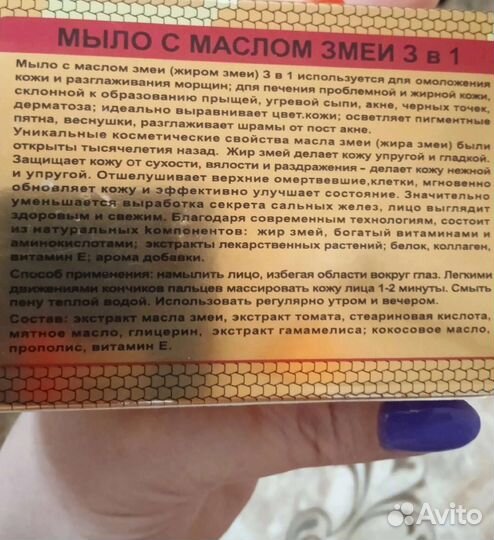 МЫЛО С МАСЛОМ ЗМЕИ 3 в 1
Мыло с маслом змеи (жиром змеи) 3 в 1 используется для омоложения
кожи и разглаживания морщин; для лечения проблемной и жирной кожи,
склонной к образованию прыщей, угревой сыпи, акне, черных точек,
дерматоза; идеально выравнивает цвет.кожи; осветляет пигментные
пятна, веснушки, разглаживает шрамы от пост акне.
Уникальные косметические свойства масла змеи (жира змеи) были
открыты тысячелетия назад. Жир змеи делает кожу упругой и гладкой.
Защищает кожу от сухости, вялости и раздражения - делает кожу нежной
и упругой. Отшелушивает верхние омертвевшие,клетки, мгновенно
обновляет кожу и эффективно улучшает состояние. Значительно
уменьшается выработка секрета сальных желез, лицо выглядит
здоровым и свежим. Благодаря современным технологиям, состоит
из натуральных компонентов: жир змей, богатый витаминами и
аминокислотами; экстракты лекарственных растений; белок, коллаген,
витамин Е; арома добавки.
Способ применения: намылить лицо, избегая области вокруг глаз. Легкими
движениями кончиков пальцев массировать кожу лица 1-2 минуты. Смыть
пену теплой водой. Использовать регулярно утром и вечером.
Состав: экстракт масла змеи, экстракт томата, стеариновая кислота,
мятное масло, глицерин, экстракт гамамелиса; кокосовое масло,
прополис, витамин Е.
Avito